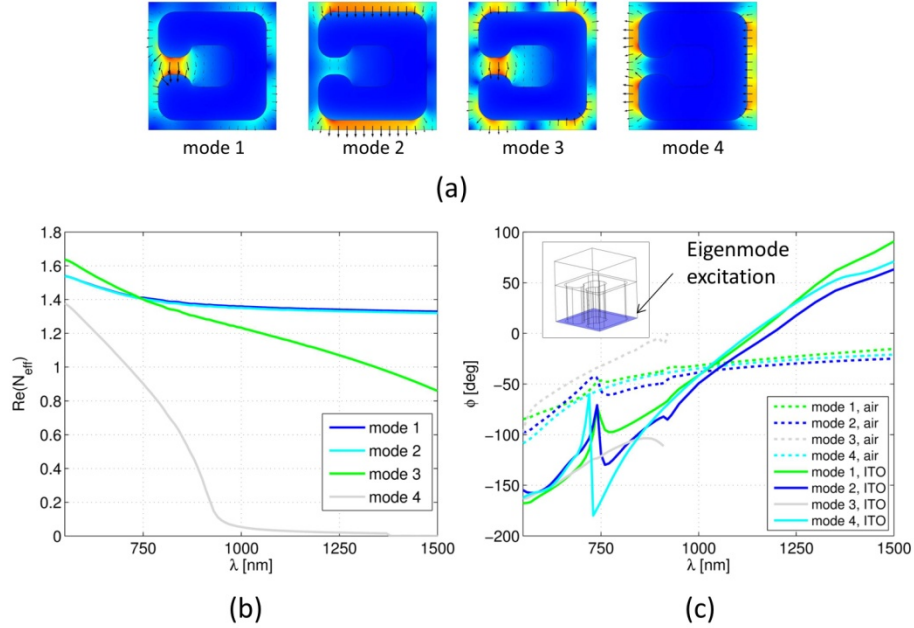 mode 1 mode 2 mode 3 mode 4
(a)
1.8
1.6
1.4
1.2
1
0.8
0.6
0.4
0.2
0
Re(N_eff)
mode 1
mode 2
mode 3
mode 4
750 1000 1250 1500
λ [nm]
(b)
100
50
0
−50
−100
−150
−200
ϕ [deg]
Eigenmode
excitation
mode 1, air
mode 2, air
mode 3, air
mode 4, air
mode 1, ITO
mode 2, ITO
mode 3, ITO
mode 4, ITO
750 1000 1250 1500
λ [nm]
(c)